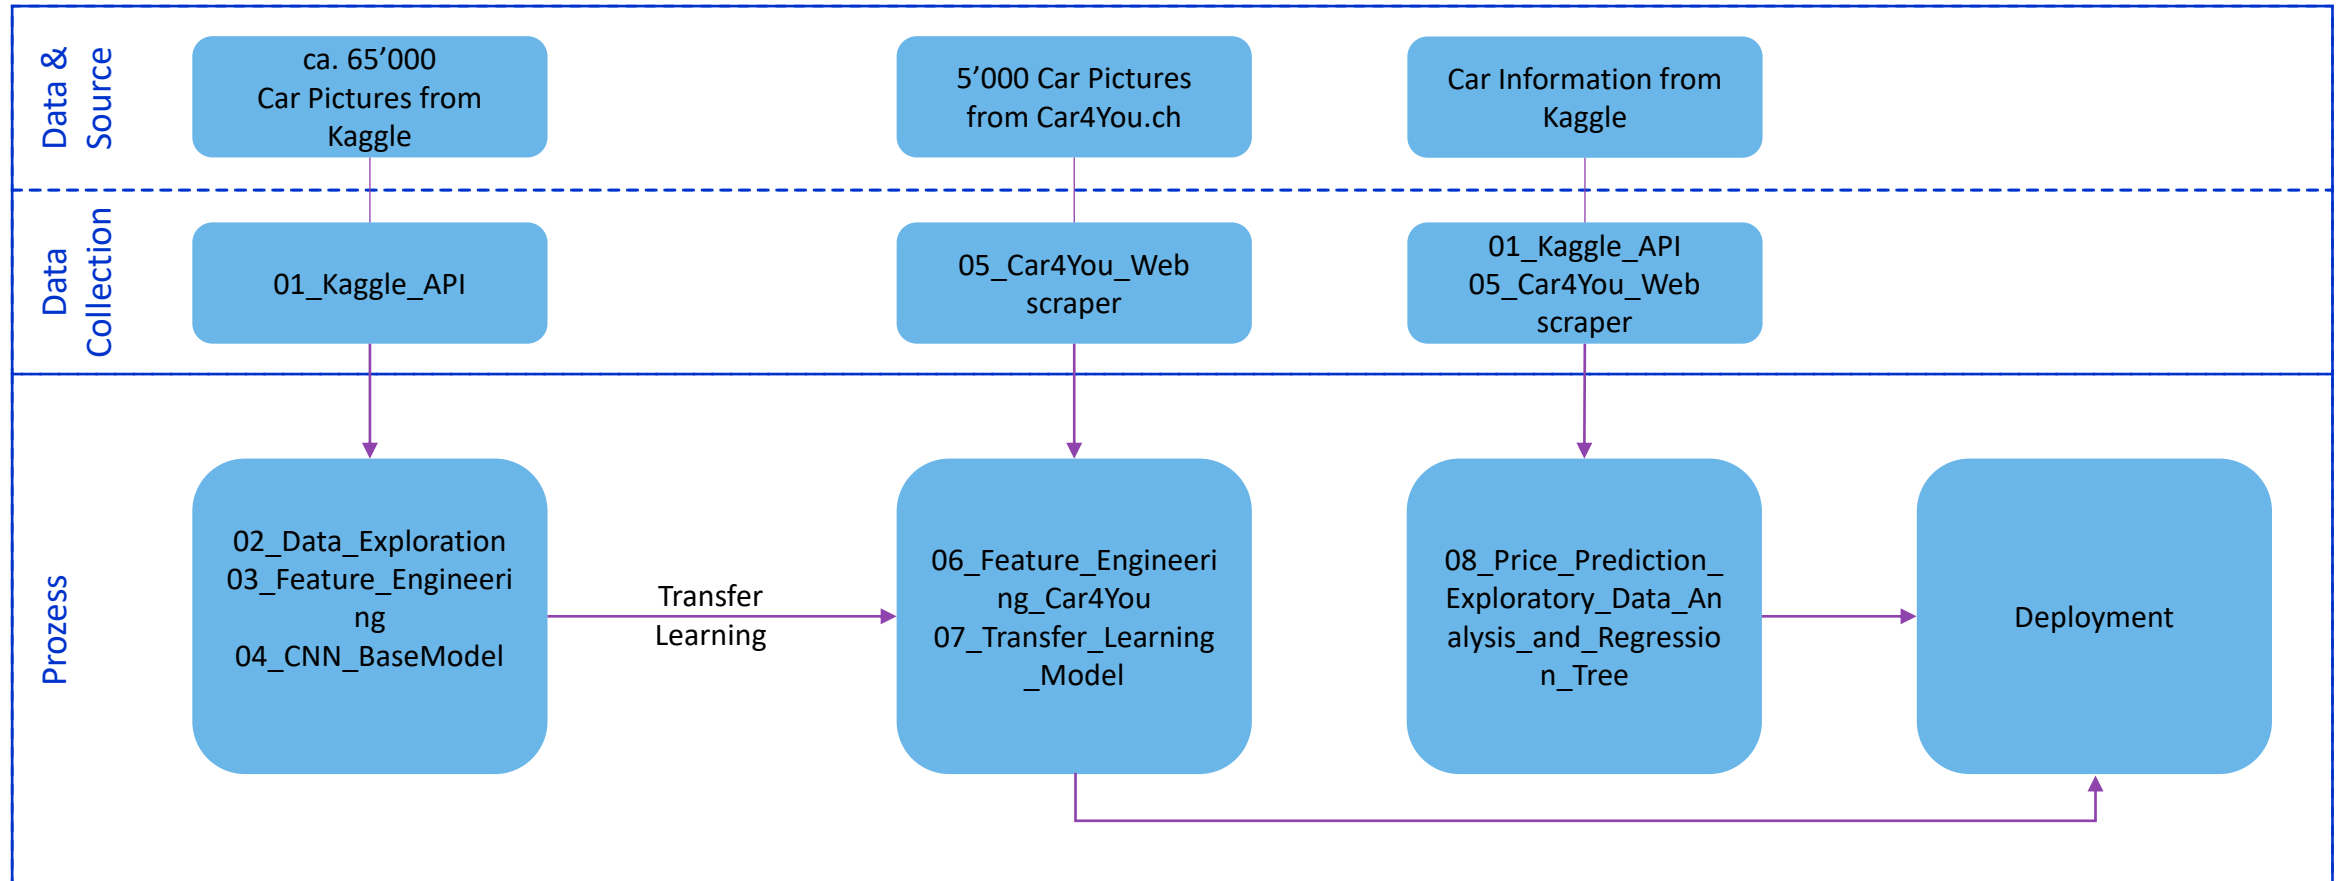 Data &
Source
ca. 65’000
Car Pictures from
Kaggle
5’000 Car Pictures
from Car4You.ch
Car Information from
Kaggle
Data
Collection
01_Kaggle_API
05_Car4You_Web
scraper
01_Kaggle_API
05_Car4You_Web
scraper
Prozess
02_Data_Exploration
03_Feature_Engineeri
ng
04_CNN_BaseModel
Transfer
Learning
06_Feature_Engineeri
ng_Car4You
07_Transfer_Learning
_Model
08_Price_Prediction_
Exploratory_Data_An
alysis_and_Regressio
n_Tree
Deployment